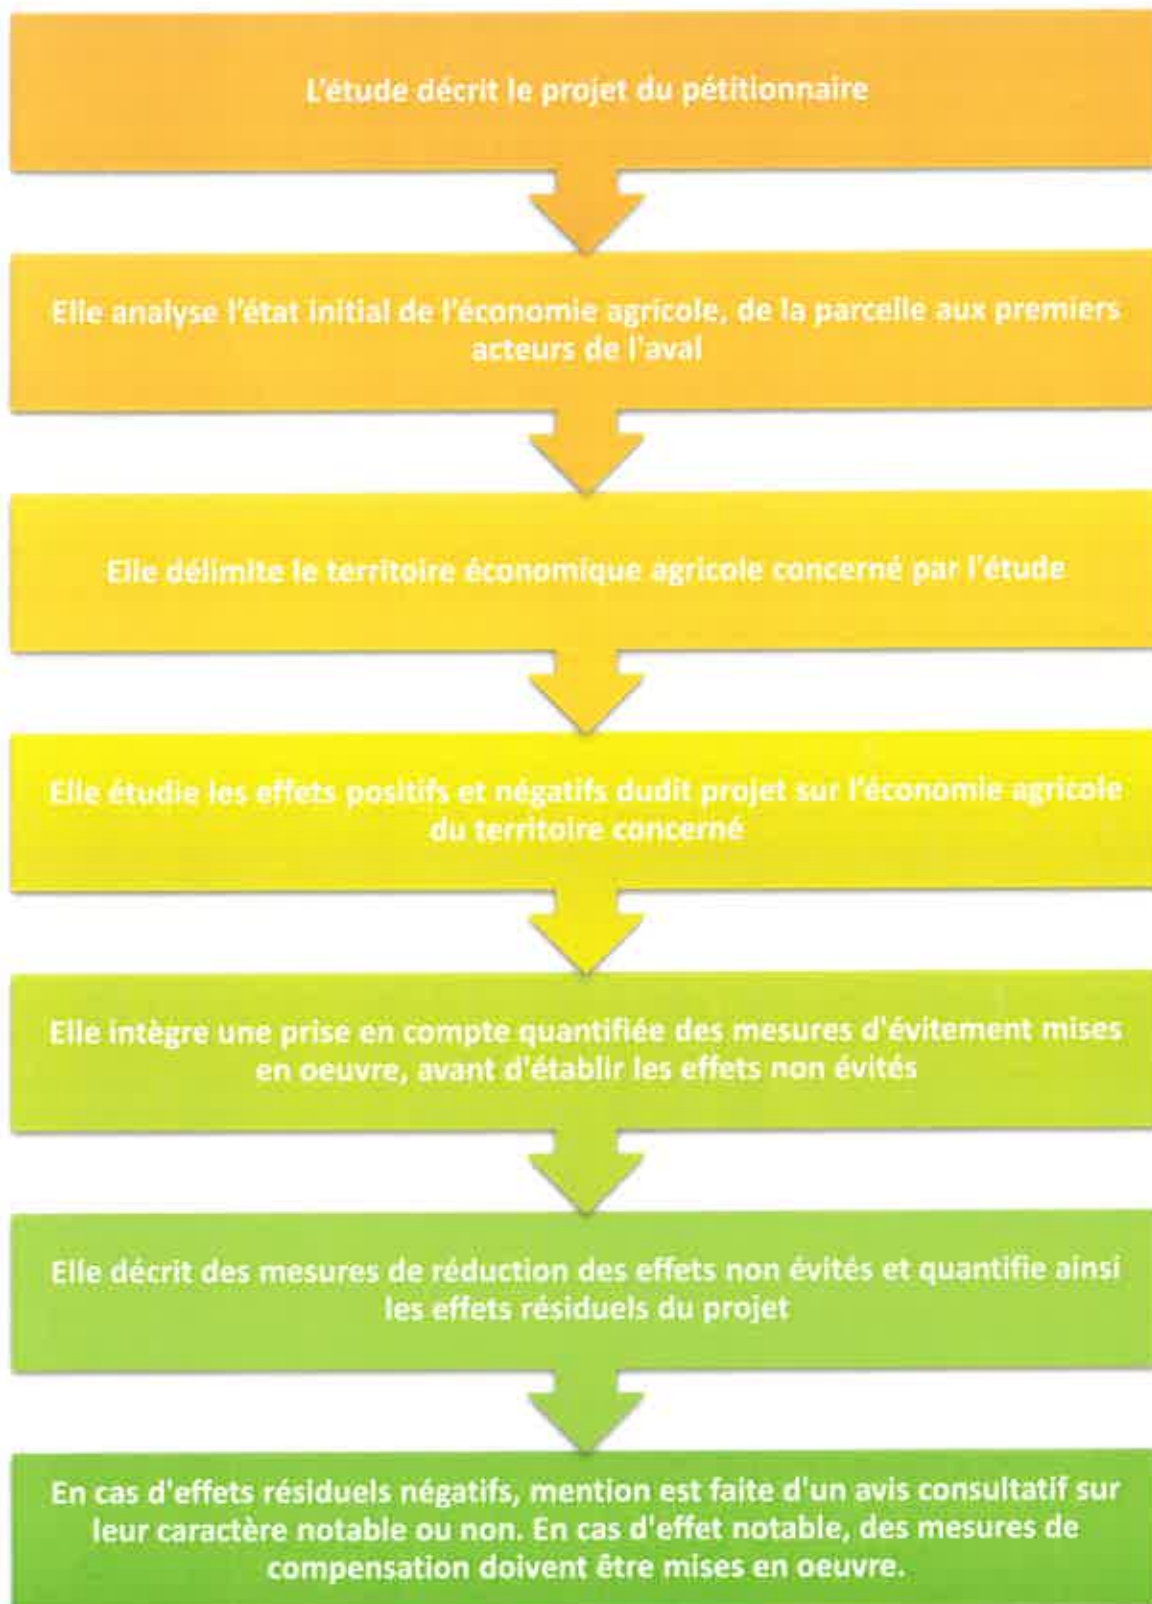 L'étude décrit le projet du pétitionnaire
Elle analyse l'état initial de l'économie agricole, de la parcelle aux premiers
acteurs de l'aval
Elle délimite le territoire économique agricole concerné par l'étude
Elle étudie les effets positifs et négatifs dudit projet sur l'économie agricole
du territoire concerné
Elle intègre une prise en compte quantifiée des mesures d'évitement mises
en oeuvre, avant d'établir les effets non évités
Elle décrit des mesures de réduction des effets non évités et quantifie ainsi
les effets résiduels du projet
En cas d'effets résiduels négatifs, mention est faite d'un avis consultatif sur
leur caractère notable ou non. En cas d'effet notable, des mesures de
compensation doivent être mises en oeuvre.